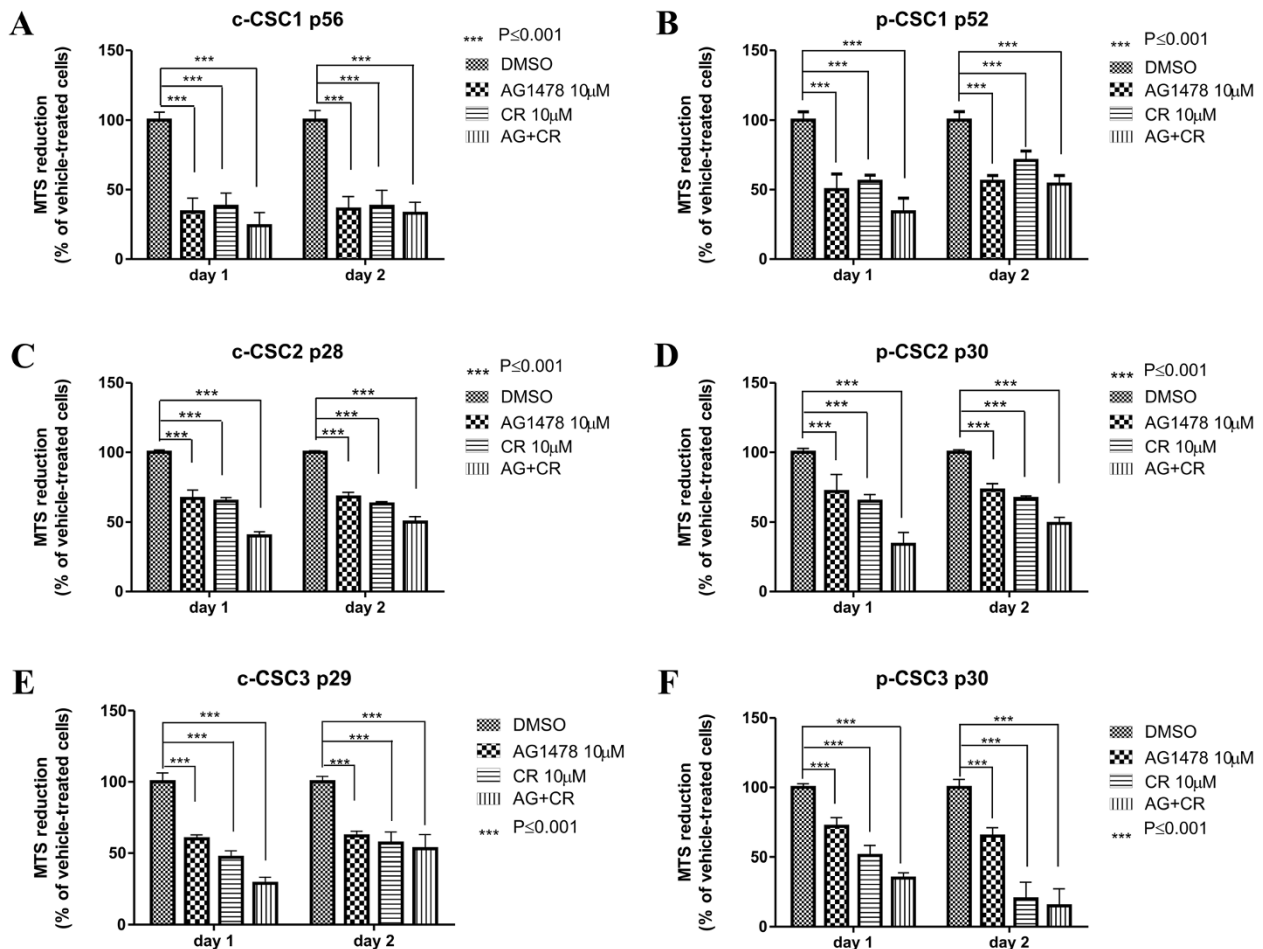 A
c-CSC1 p56
MTS reduction
(% of vehicle-treated cells)
150
100
50
0
*** *** ***
*** *** ***
day 1 day 2
*** P≤0.001
DMSO
AG1478 10μM
CR 10μM
AG+CR
B
p-CSC1 p52
MTS reduction
(% of vehicle-treated cells)
150
100
50
0
*** *** ***
*** *** ***
day 1 day 2
*** P≤0.001
DMSO
AG1478 10μM
CR 10μM
AG+CR
C
c-CSC2 p28
MTS reduction
(% of vehicle-treated cells)
150
100
50
0
*** *** ***
*** *** ***
day 1 day 2
*** P≤0.001
DMSO
AG1478 10μM
CR 10μM
AG+CR
D
p-CSC2 p30
MTS reduction
(% of vehicle-treated cells)
150
100
50
0
*** *** ***
*** *** ***
day 1 day 2
*** P≤0.001
DMSO
AG1478 10μM
CR 10μM
AG+CR
E
c-CSC3 p29
MTS reduction
(% of vehicle-treated cells)
150
100
50
0
*** *** ***
*** *** ***
day 1 day 2
DMSO
AG1478 10μM
CR 10μM
AG+CR
*** P≤0.001
F
p-CSC3 p30
MTS reduction
(% of vehicle-treated cells)
150
100
50
0
*** *** ***
*** *** ***
day 1 day 2
DMSO
AG1478 10μM
CR 10μM
AG+CR
*** P≤0.001